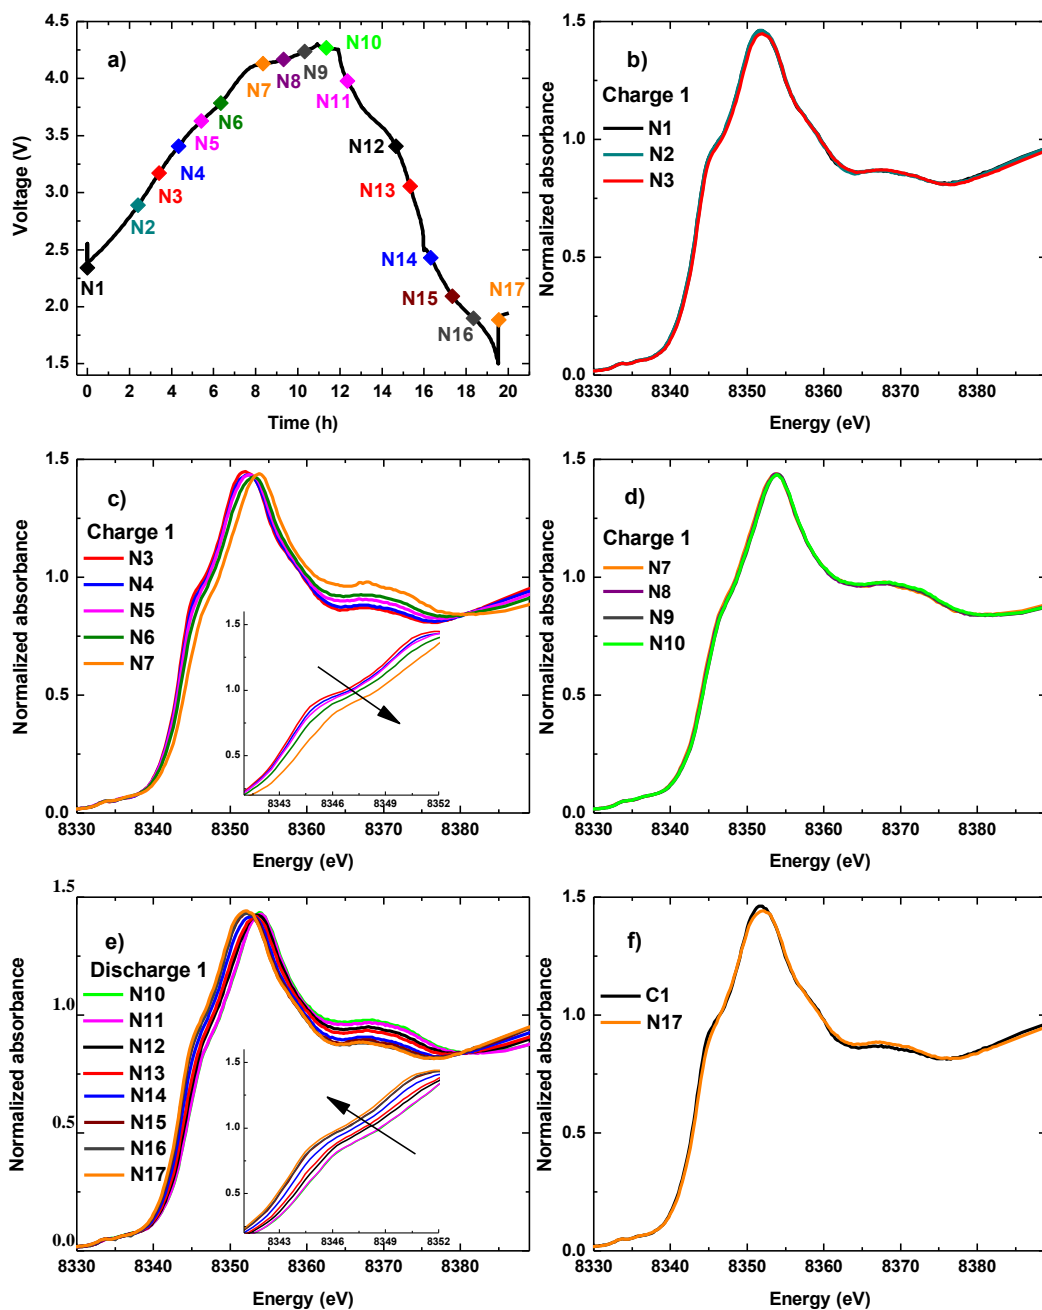 a)
N1
N2
N3
N4
N5
N6
N7
N8
N9
N10
N11
N12
N13
N14
N15
N16
N17
4.5
4.0
3.5
3.0
2.5
2.0
1.5
Voltage (V)
0 2 4 6 8 10 12 14 16 18 20
Time (h)
b)
Charge 1
N1
N2
N3
1.5
1.0
0.5
0.0
Normalized absorbance
8330 8340 8350 8360 8370 8380
Energy (eV)
c)
Charge 1
N3
N4
N5
N6
N7
1.5
1.0
0.5
0.0
Normalized absorbance
1.5
1.0
0.5
8343 8346 8349 8352
8330 8340 8350 8360 8370 8380
Energy (eV)
d)
Charge 1
N7
N8
N9
N10
1.5
1.0
0.5
0.0
Normalized absorbance
8330 8340 8350 8360 8370 8380
Energy (eV)
e)
Discharge 1
N10
N11
N12
N13
N14
N15
N16
N17
1.5
1.0
0.5
0.0
Normalized absorbance
1.5
1.0
0.5
8343 8346 8349 8352
8330 8340 8350 8360 8370 8380
Energy (eV)
f)
C1
N17
1.5
1.0
0.5
0.0
Normalized absorbance
8330 8340 8350 8360 8370 8380
Energy (eV)